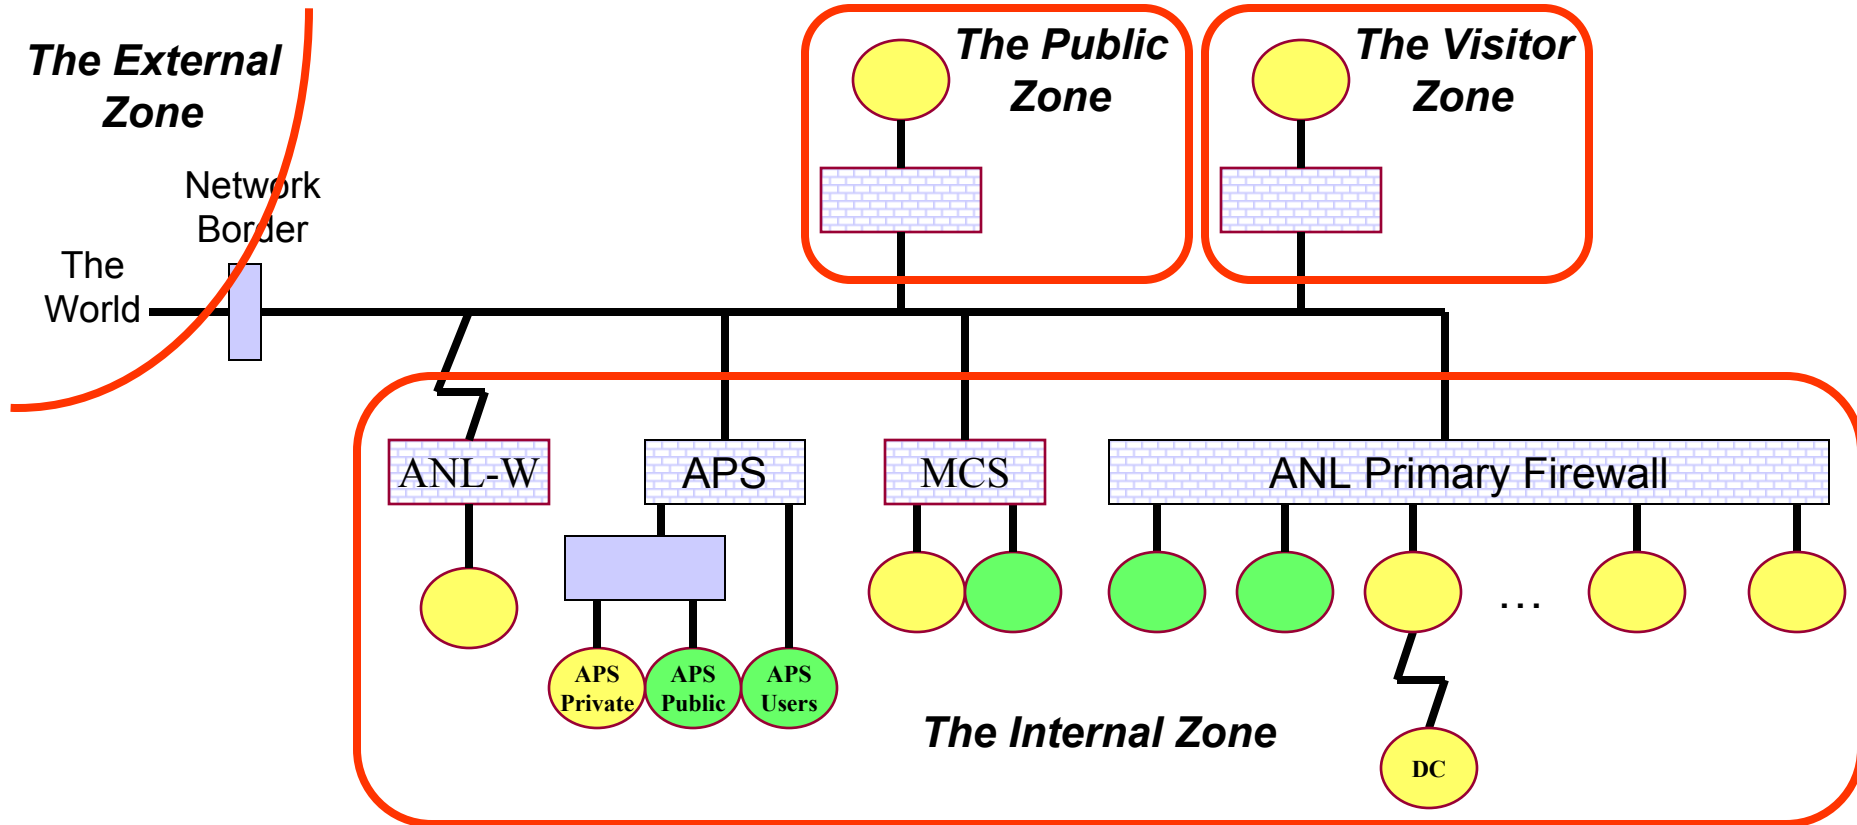 The External
Zone
The Public
Zone
The Visitor
Zone
Network
Border
The
World
ANL-W
APS
MCS
ANL Primary Firewall
...
APS
Private
APS
Public
APS
Users
The Internal Zone
DC